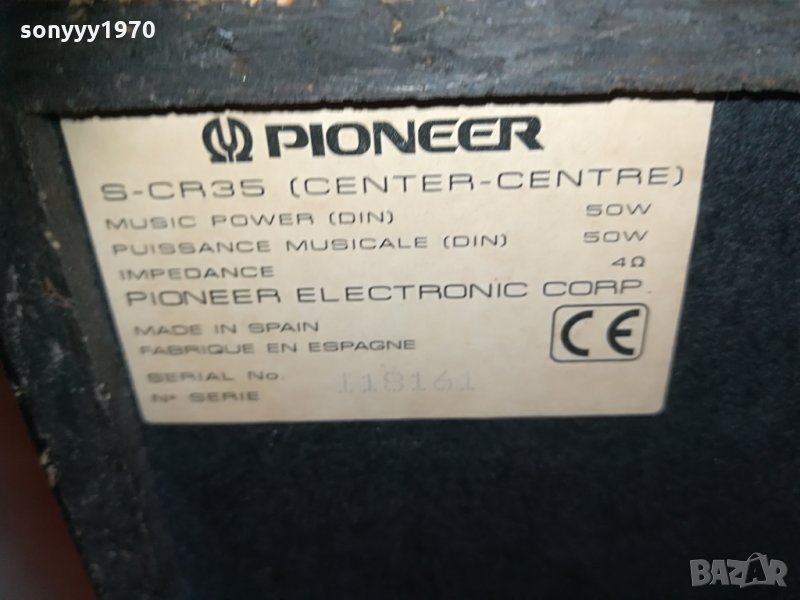 sonyyy1970
PIONEER
S-CR35 (CENTER-CENTRE)
MUSIC POWER (DIN) 50W
PUISSANCE MUSICALE (DIN) 50W
IMPEDANCE 4Ω
PIONEER ELECTRONIC CORP.
MADE IN SPAIN
FABRIQUE EN ESPAGNE
CE
SERIAL No. 118161
Nº SERIE
BAZAR